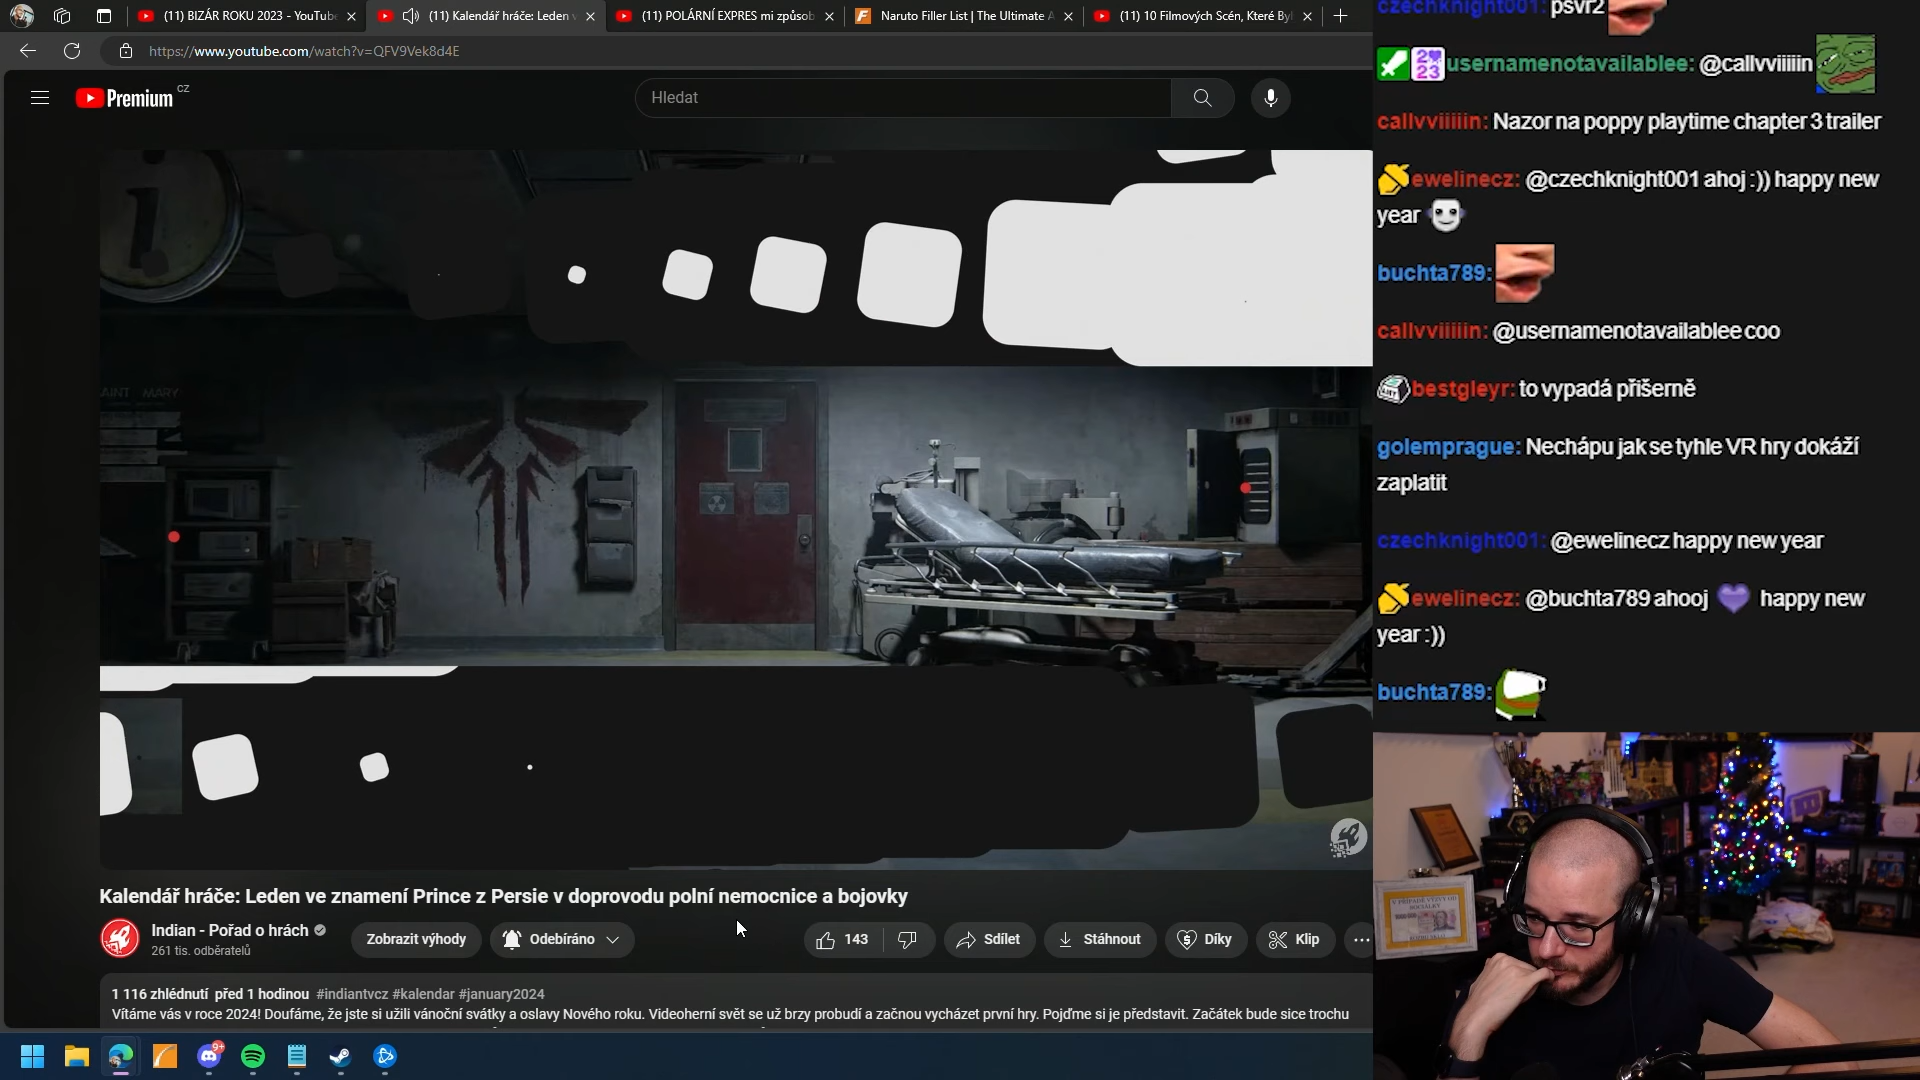 (11) BIZÁR ROKU 2023 - YouTube
(11) Kalendář hráče: Leden v
(11) POLÁRNÍ EXPRES mi způsob
Naruto Filler List | The Ultimate A
(11) 10 Filmových Scén, Které By
https://www.youtube.com/watch?v=QFV9Vek8d4E
Premium CZ
Hledat
AINT MARY
Kalendář hráče: Leden ve znamení Prince z Persie v doprovodu polní nemocnice a bojovky
Indian - Pořad o hrách
261 tis. odběratelů
Zobrazit výhody
Odebíráno
143
Sdílet
Stáhnout
Díky
Klip
1 116 zhlédnutí před 1 hodinou #indiantvcz #kalendar #january2024
Vítáme vás v roce 2024! Doufáme, že jste si užili vánoční svátky a oslavy Nového roku. Videoherní svět se už brzy probudí a začnou vycházet první hry. Pojďme si je představit. Začátek bude sice trochu
9+
czechknight001: psvr2
2023 usernamenotavailablee: @callvviiiiin
callvviiiiin: Nazor na poppy playtime chapter 3 trailer
ewelinecz: @czechknight001 ahoj :)) happy new
year
buchta789:
callvviiiiin: @usernamenotavailablee coo
bestgleyr: to vypadá příšerně
golemprague: Nechápu jak se tyhle VR hry dokáží
zaplatit
czechknight001: @ewelinecz happy new year
ewelinecz: @buchta789 ahooj happy new
year :))
buchta789:
V PŘÍPADĚ VÝZVY OD